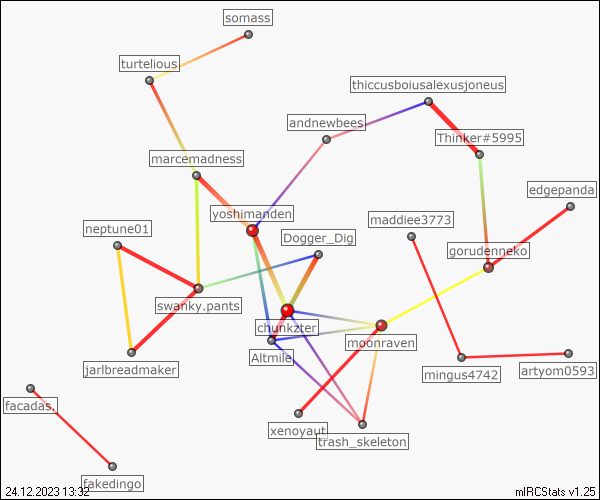 somass
turtelious
thiccusboiusalexusjoneus
andnewbees
Thinker#5995
marcemadness
edgepanda
yoshimanden
maddiee3773
neptune01
Dogger_Dig
gorudenneko
swanky.pants
chunkzter
moonraven
Altmile
jarlbreadmaker
mingus4742
artyom0593
facadas.
xenoyaut
trash_skeleton
fakedingo
24.12.2023 13:32
mIRCStats v1.25